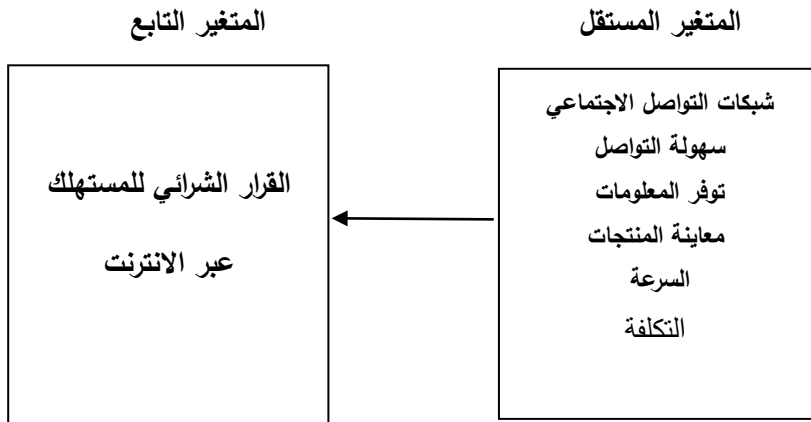 المتغير المستقل
المتغير التابع
شبكات التواصل الاجتماعي
سهولة التواصل
توفر المعلومات
معاينة المنتجات
السرعة
التكلفة
القرار الشرائي للمستهلك
عبر الانترنت